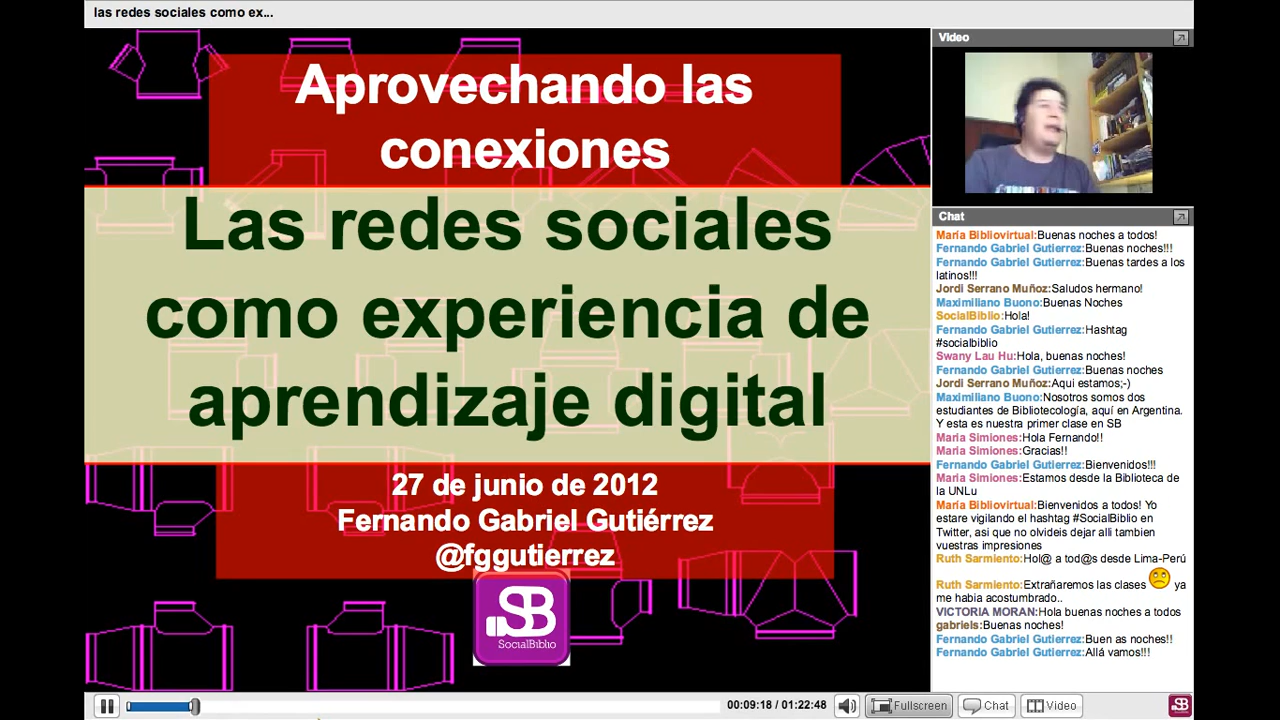 las redes sociales como ex...
Aprovechando las
conexiones
Las redes sociales
como experiencia de
aprendizaje digital
27 de junio de 2012
Fernando Gabriel Gutiérrez
@fggutierrez
SB
SocialBiblio
Video
Chat
María Bibliovirtual:Buenas noches a todos!
Fernando Gabriel Gutierrez:Buenas noches!!!
Fernando Gabriel Gutierrez:Buenas tardes a los
latinos!!!
Jordi Serrano Muñoz:Saludos hermano!
Maximiliano Buono:Buenas Noches
SocialBiblio:Hola!
Fernando Gabriel Gutierrez:Hashtag
#socialbiblio
Swany Lau Hu:Hola, buenas noches!
Fernando Gabriel Gutierrez:Buenas noches
Jordi Serrano Muñoz:Aqui estamos;-)
Maximiliano Buono:Nosotros somos dos
estudiantes de Bibliotecología, aquí en Argentina.
Y esta es nuestra primer clase en SB
María Simiones:Hola Fernando!!
María Simiones:Gracias!!
Fernando Gabriel Gutierrez:Bienvenidos!!!
María Simiones:Estamos desde la Biblioteca de
la UNLu
María Bibliovirtual:Bienvenidos a todos! Yo
estare vigilando el hashtag #SocialBiblio en
Twitter, asi que no olvideis dejar alli tambien
vuestras impresiones
Ruth Sarmiento:Hol@ a tod@s desde Lima-Perú
Ruth Sarmiento:Extrañaremos las clases ya
me habia acostumbrado..
VICTORIA MORAN:Hola buenas noches a todos
gabriels:Buenas noches!
Fernando Gabriel Gutierrez:Buen as noches!!
Fernando Gabriel Gutierrez:Allá vamos!!!
00:09:18 / 01:22:48
Fullscreen
Chat
Video
SB